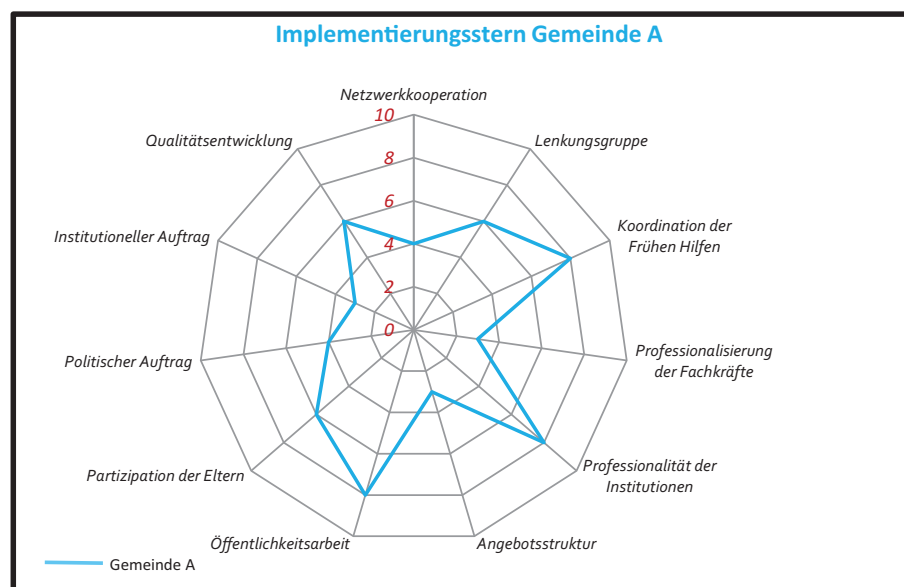 Implementierungsstern Gemeinde A
Netzwerkkooperation
10
Qualitätsentwicklung
Lenkungsgruppe
8
6
Institutioneller Auftrag
Koordination der
Frühen Hilfen
4
2
0
Politischer Auftrag
Professionalisierung
der Fachkräfte
Partizipation der Eltern
Professionalität der
Institutionen
Öffentlichkeitsarbeit
Angebotsstruktur
Gemeinde A